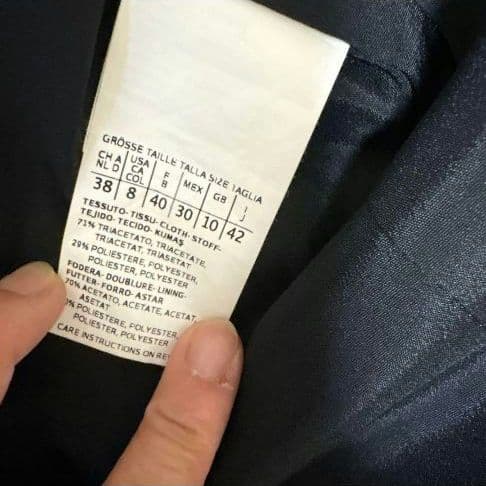 GRÖSSE TAILLE TALLA SIZE TAGLIA
CH A USA F MEX GB I
NL D CA B J
COL
38 8 40 30 10 42
TESSUTO-TISSU-CLOTH-STOFF-
TEJIDO-TECIDO-KUMAŞ
71% TRIACETATO, TRIACETATE,
TRIACETAT, TRIASETAT
29% POLIESTERE, POLYESTER,
POLIESTER, POLYESTER
FODERA-DOUBLURE-LINING-
FUTTER-FORRO-ASTAR
70% ACETATO, ACETATE, ACETAT,
ASETAT
% POLIESTERE, POLYESTER,
POLIESTER, POLYESTER
CARE INSTRUCTIONS ON